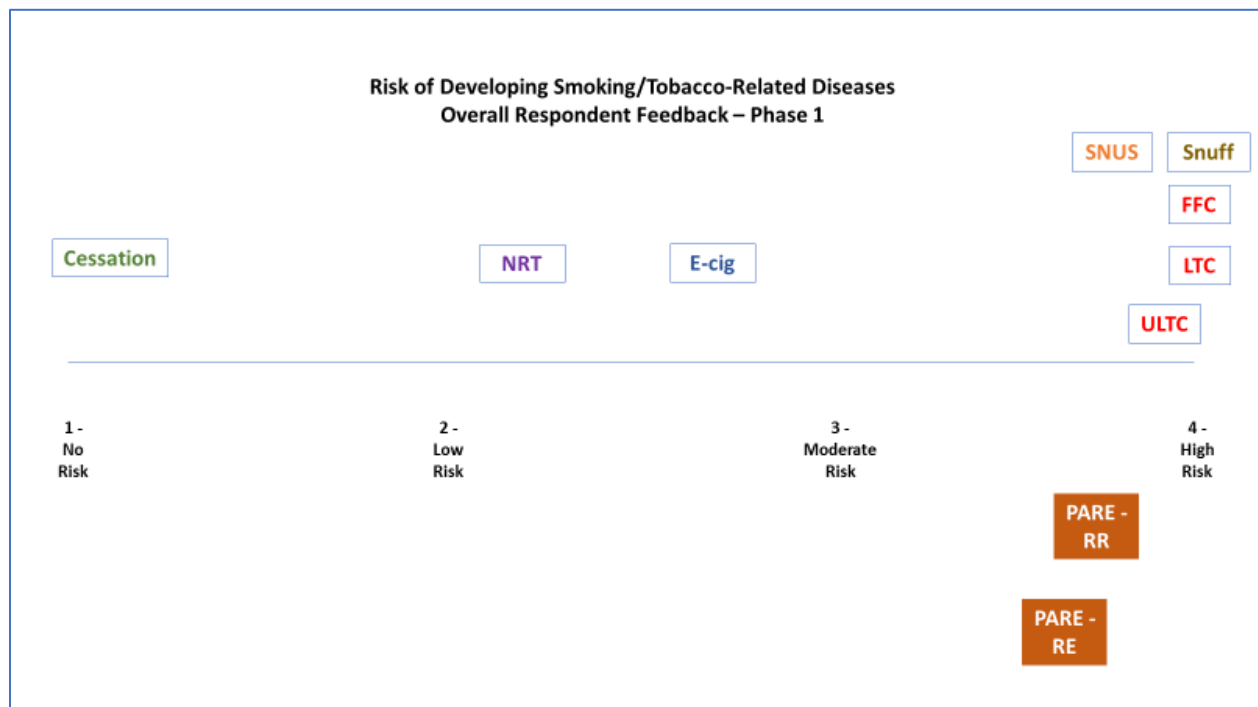 Risk of Developing Smoking/Tobacco-Related Diseases
Overall Respondent Feedback – Phase 1
SNUS
Snuff
FFC
Cessation
NRT
E-cig
LTC
ULTC
1 -
No
Risk
2 -
Low
Risk
3 -
Moderate
Risk
4 -
High
Risk
PARE -
RR
PARE -
RE